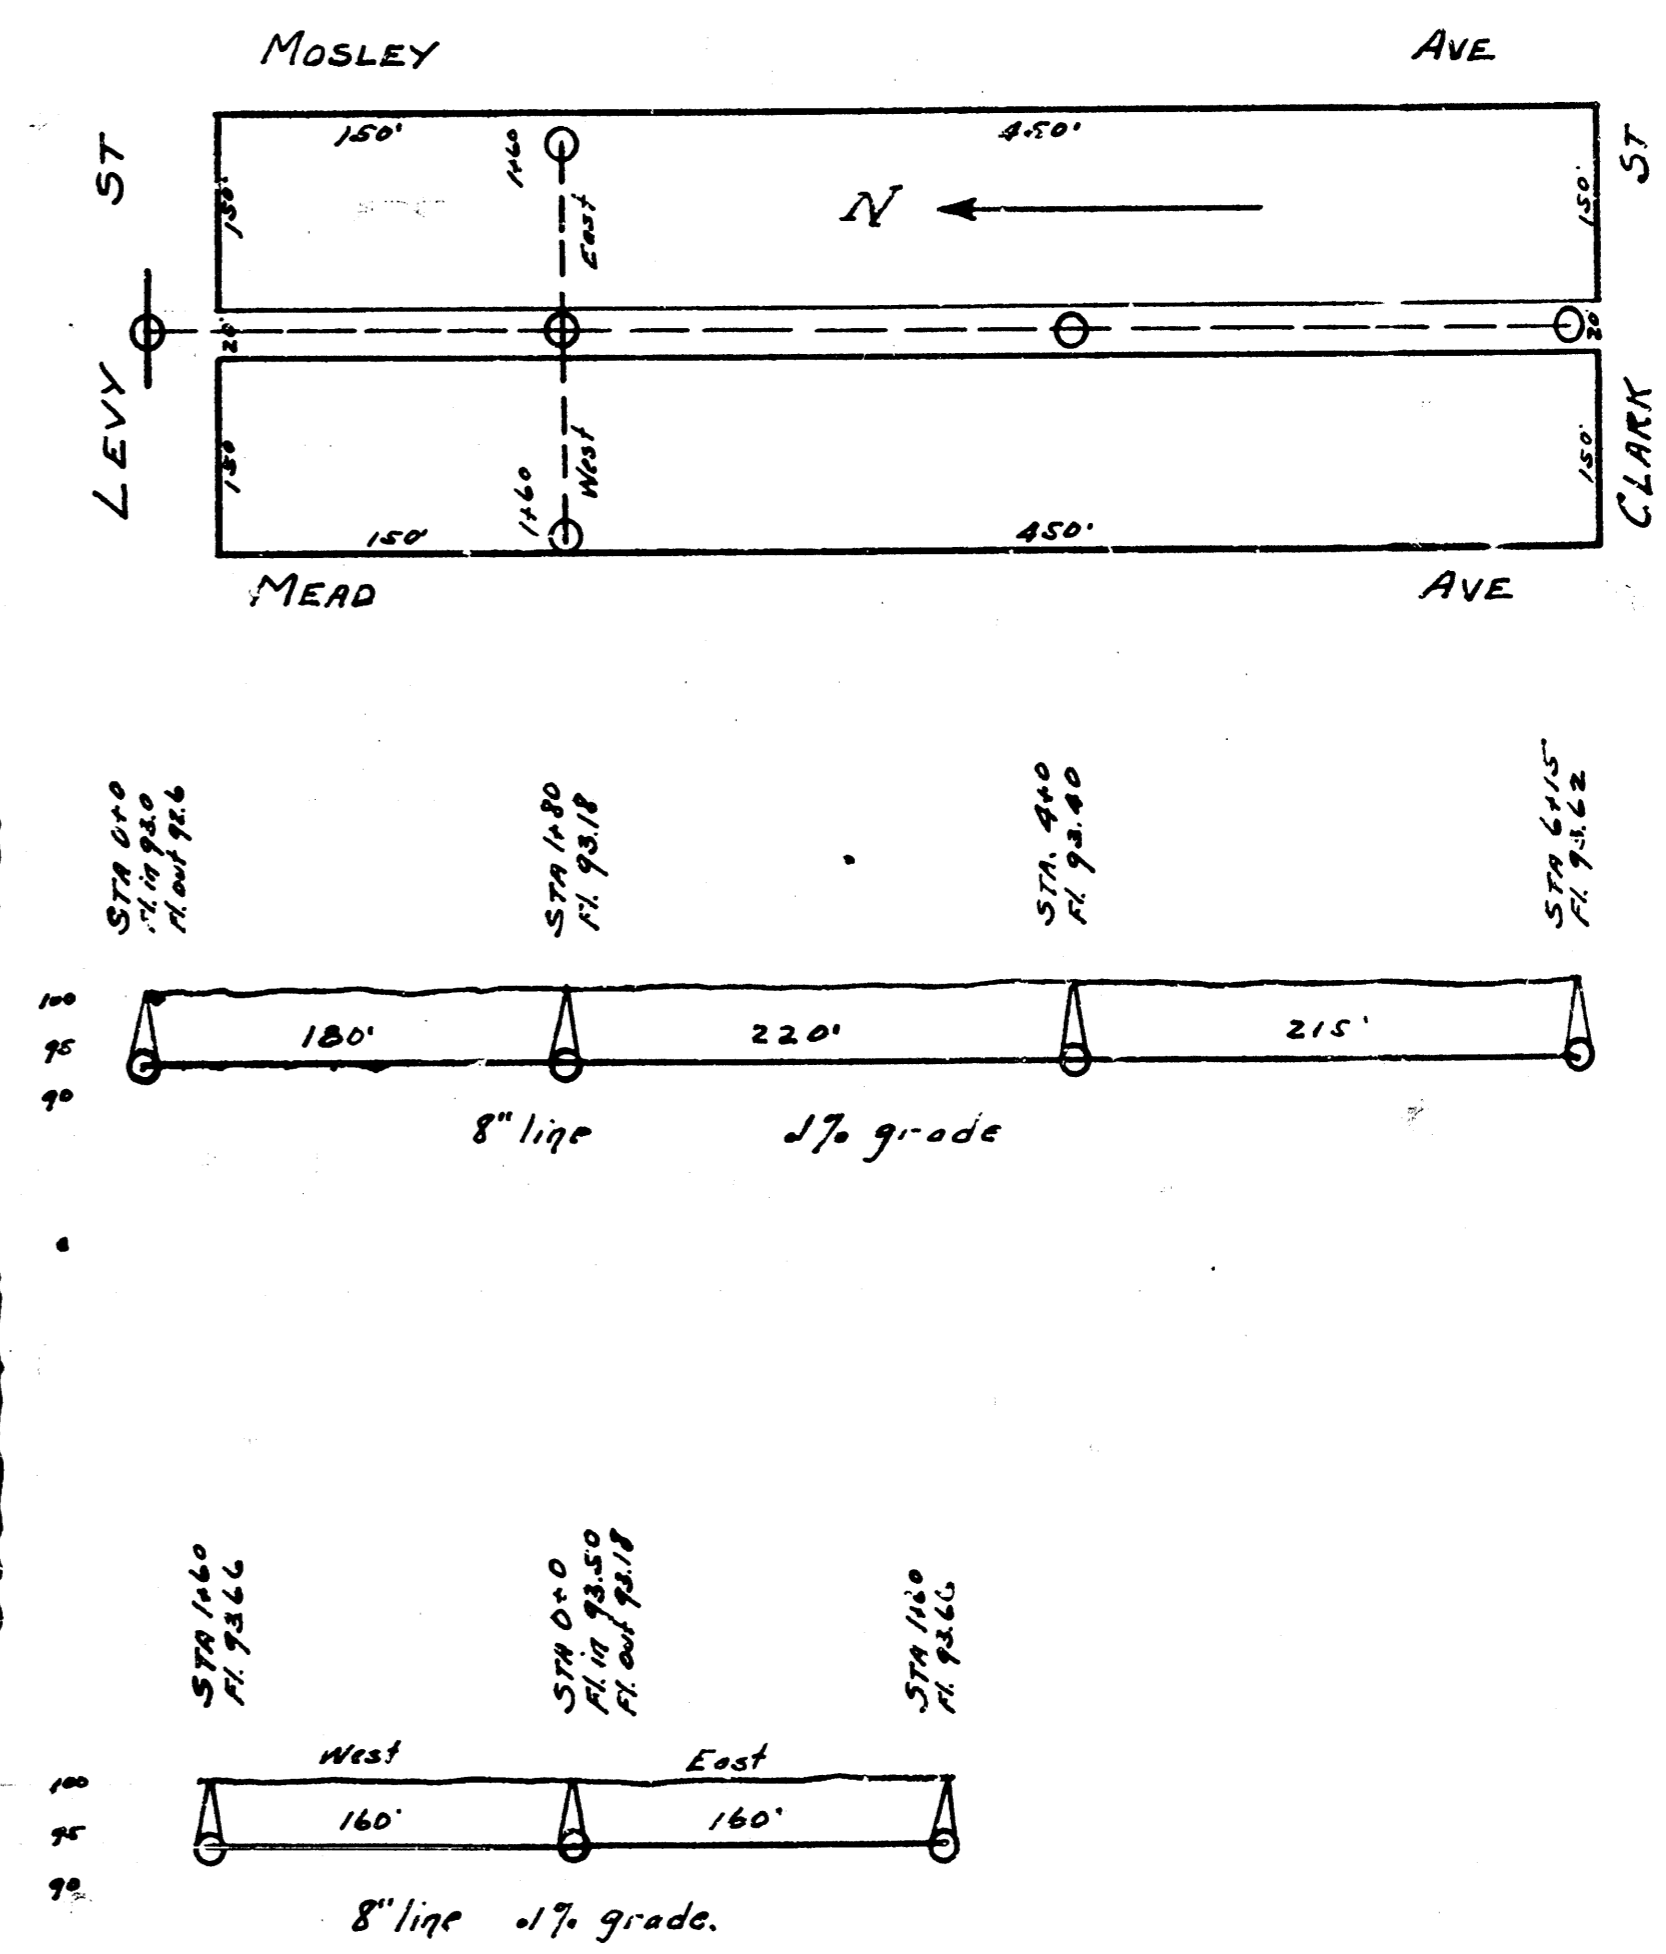 MOSLEY AVE
150' 450'
1+60
N
East
150'
150'
LEVY ST
CLARK ST
20'
20'
150'
150'
West
1+60
150' 450'
MEAD AVE
STA 0+0
Fl. in 93.0
Fl. out 92.6
STA 1+80
Fl. 93.18
STA. 4+0
Fl. 93.40
STA 6+15
Fl. 93.62
100
95
90
180' 220' 215'
8" line .1% grade
STA 1+60
Fl. 93.66
STA 0+0
Fl. in 93.50
Fl. out 93.18
STA 1+60
Fl. 93.66
West East
100
95
90
160' 160'
8" line .1% grade.